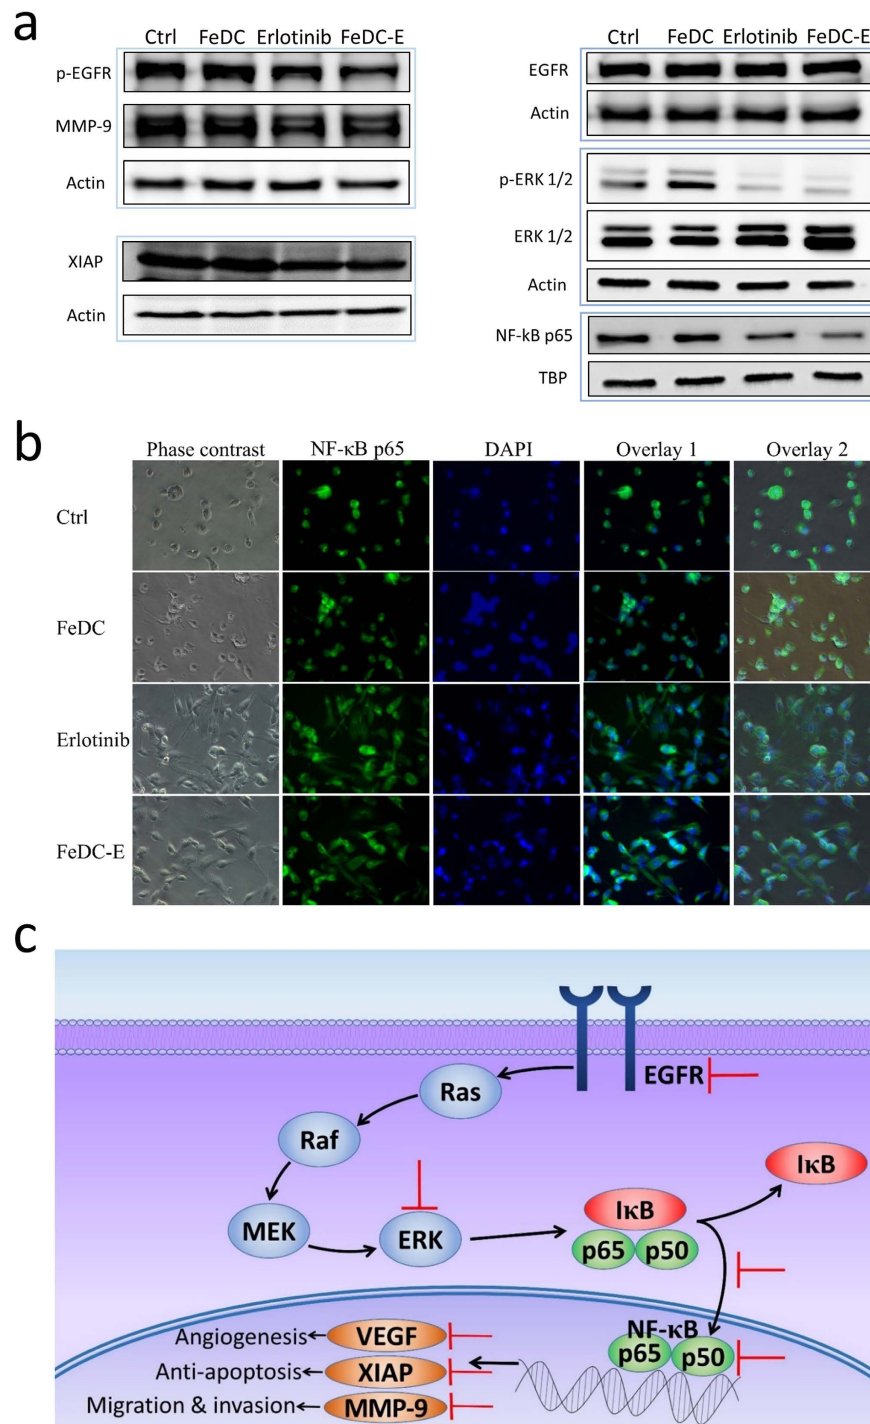 a
Ctrl FeDC Erlotinib FeDC-E
p-EGFR
MMP-9
Actin
XIAP
Actin
Ctrl FeDC Erlotinib FeDC-E
EGFR
Actin
p-ERK 1/2
ERK 1/2
Actin
NF-kB p65
TBP
b
Phase contrast NF-κB p65 DAPI Overlay 1 Overlay 2
Ctrl
FeDC
Erlotinib
FeDC-E
c
EGFR
Ras
Raf
MEK
ERK
IκB
p65 p50
IκB
NF-κB
p65 p50
Angiogenesis VEGF
Anti-apoptosis XIAP
Migration & invasion MMP-9